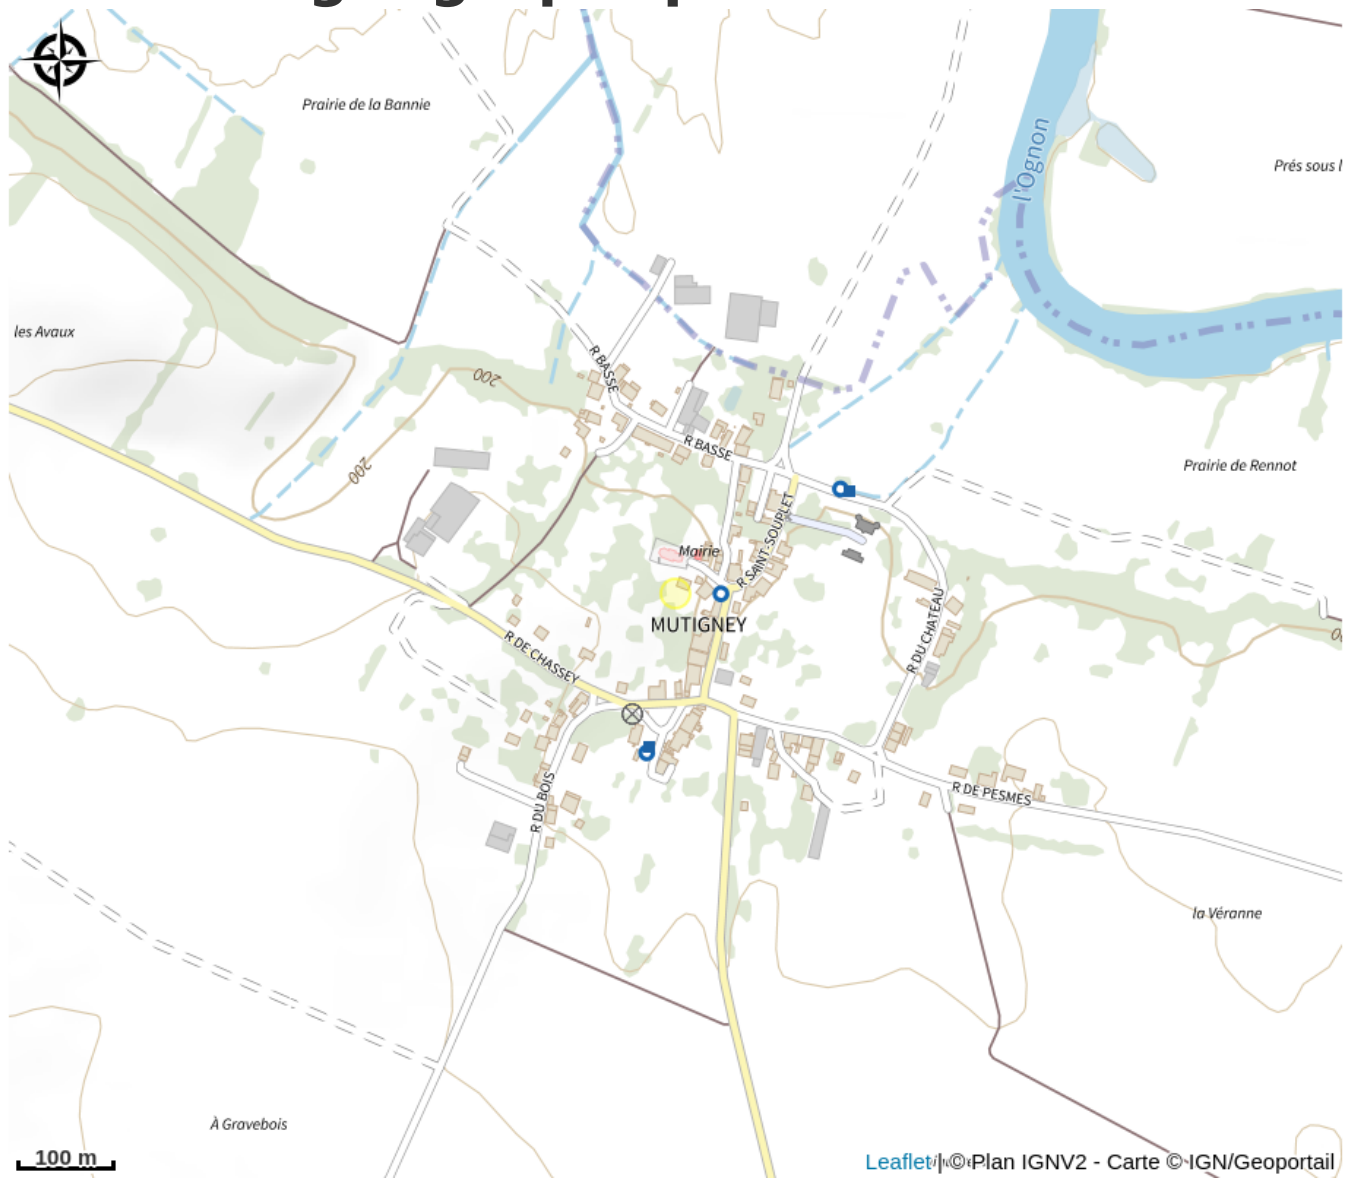 Prairie de la Bannie
l'Ognon
Prés sous l
les Avaux
R BASSE
200
R BASSE
200
Prairie de Rennot
R SAINT-SOUPLET
Mairie
MUTIGNEY
R DE CHASSEY
R DU CHATEAU
R DU BOIS
R DE PESMES
la Véranne
À Gravebois
100 m
Leaflet | © Plan IGNV2 - Carte © IGN/Geoportail